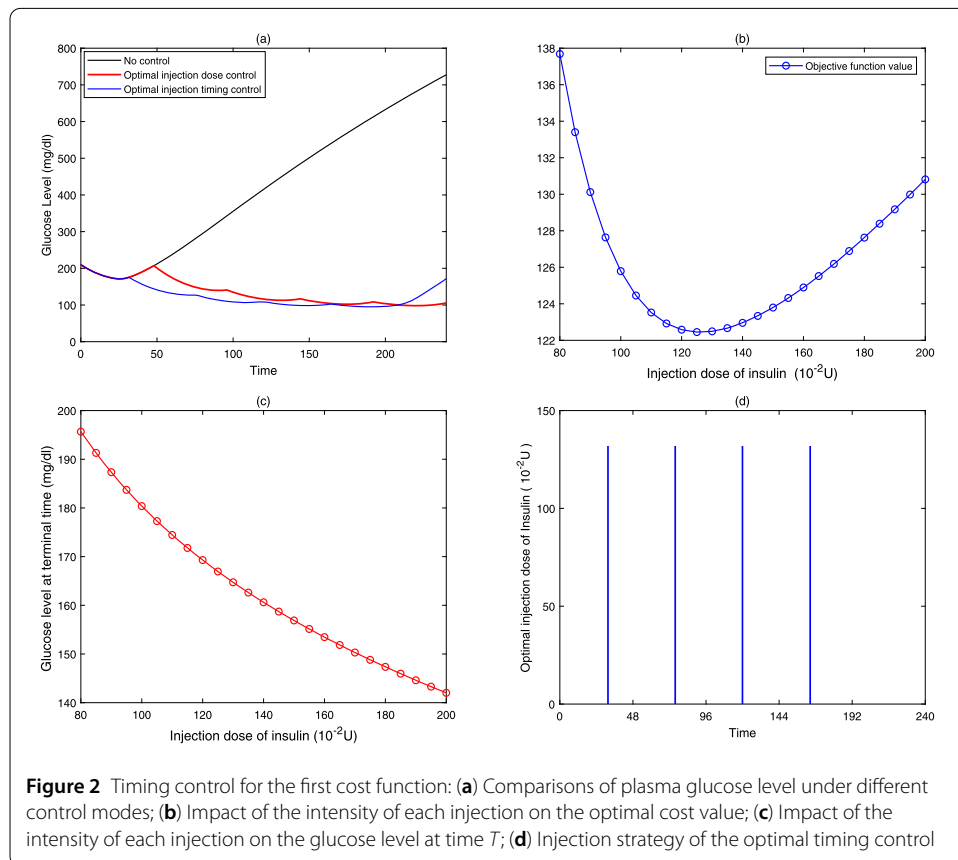 (a)
800
700
600
500
400
300
200
100
0
Glucose Level (mg/dl)
No control
Optimal injection dose control
Optimal injection timing control
0 50 100 150 200
Time
(b)
138
136
134
132
130
128
126
124
122
Objective function value
80 100 120 140 160 180 200
Injection dose of insulin (10-2U)
(c)
200
190
180
170
160
150
140
Glucose level at terminal time (mg/dl)
80 100 120 140 160 180 200
Injection dose of insulin (10-2U)
(d)
150
100
50
0
Optimal injection dose of Insulin ( 10-2U )
0 48 96 144 192 240
Time
Figure 2 Timing control for the first cost function: (a) Comparisons of plasma glucose level under different
control modes; (b) Impact of the intensity of each injection on the optimal cost value; (c) Impact of the
intensity of each injection on the glucose level at time T; (d) Injection strategy of the optimal timing control